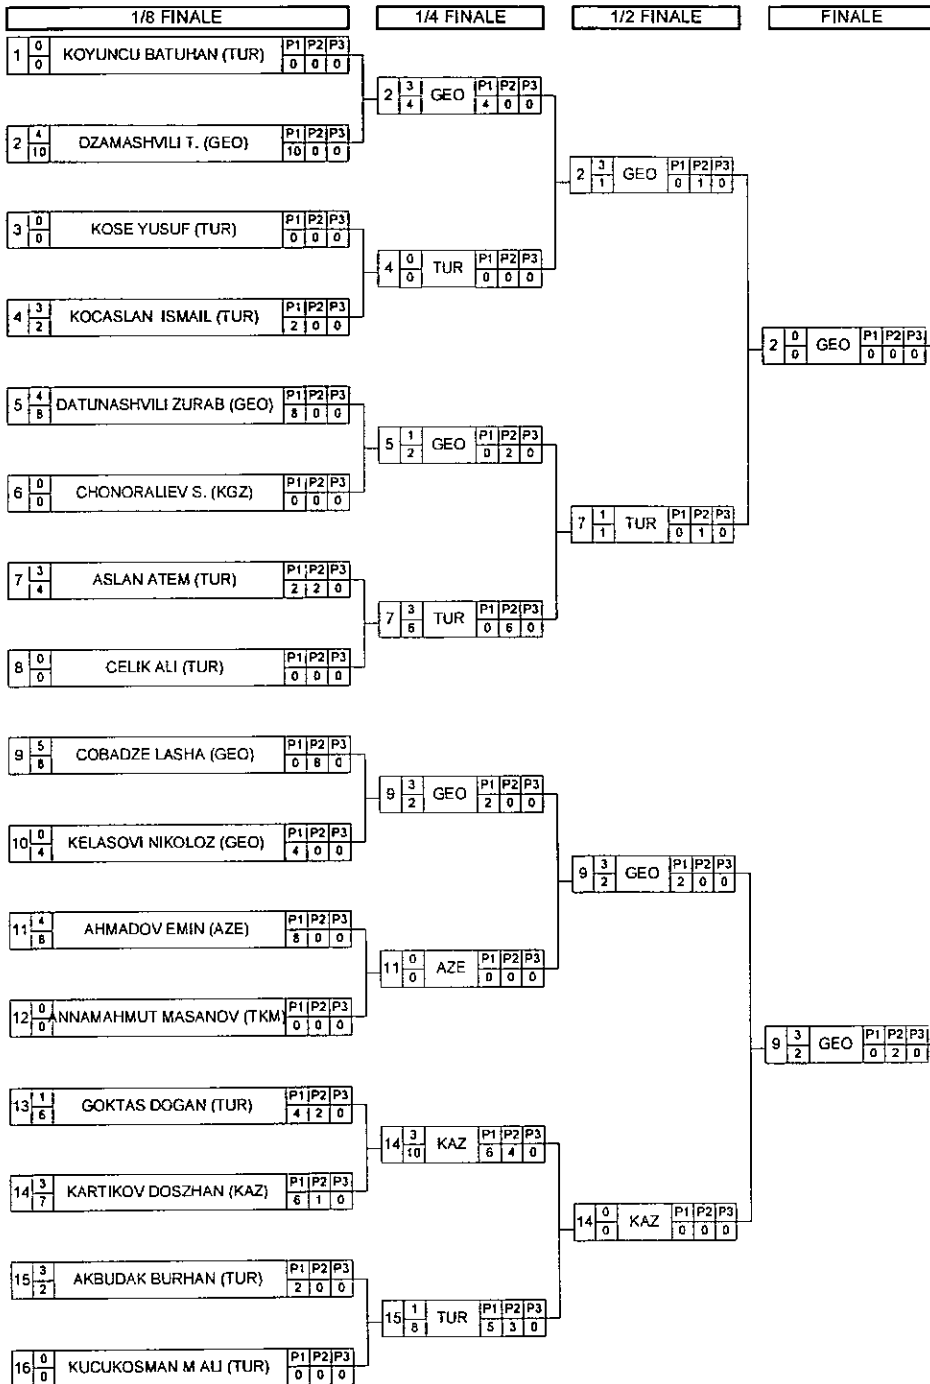 1/8 FINALE 1/4 FINALE 1/2 FINALE FINALE
1 0 0 KOYUNCU BATUHAN (TUR) P1 P2 P3 0 0 0
2 4 10 DZAMASHVILI T. (GEO) P1 P2 P3 10 0 0
3 0 0 KOSE YUSUF (TUR) P1 P2 P3 0 0 0
4 3 2 KOCASLAN ISMAIL (TUR) P1 P2 P3 2 0 0
5 4 8 DATUNASHVILI ZURAB (GEO) P1 P2 P3 8 0 0
6 0 0 CHONORALIEV S. (KGZ) P1 P2 P3 0 0 0
7 3 4 ASLAN ATEM (TUR) P1 P2 P3 2 2 0
8 0 0 CELIK ALI (TUR) P1 P2 P3 0 0 0
9 5 8 COBADZE LASHA (GEO) P1 P2 P3 0 8 0
10 0 4 KELASOVI NIKOLOZ (GEO) P1 P2 P3 4 0 0
11 4 8 AHMADOV EMIN (AZE) P1 P2 P3 8 0 0
12 0 0 ANNAMAHMUT MASANOV (TKM) P1 P2 P3 0 0 0
13 1 6 GOKTAS DOGAN (TUR) P1 P2 P3 4 2 0
14 3 7 KARTIKOV DOSZHAN (KAZ) P1 P2 P3 6 1 0
15 3 2 AKBUDAK BURHAN (TUR) P1 P2 P3 2 0 0
16 0 0 KUCUKOSMAN M ALI (TUR) P1 P2 P3 0 0 0
2 3 4 GEO P1 P2 P3 4 0 0
4 0 0 TUR P1 P2 P3 0 0 0
5 1 2 GEO P1 P2 P3 0 2 0
7 3 6 TUR P1 P2 P3 0 6 0
9 3 2 GEO P1 P2 P3 2 0 0
11 0 0 AZE P1 P2 P3 0 0 0
14 3 10 KAZ P1 P2 P3 6 4 0
15 1 8 TUR P1 P2 P3 5 3 0
2 3 1 GEO P1 P2 P3 0 1 0
7 1 1 TUR P1 P2 P3 0 1 0
9 3 2 GEO P1 P2 P3 2 0 0
14 0 0 KAZ P1 P2 P3 0 0 0
2 0 0 GEO P1 P2 P3 0 0 0
9 3 2 GEO P1 P2 P3 0 2 0